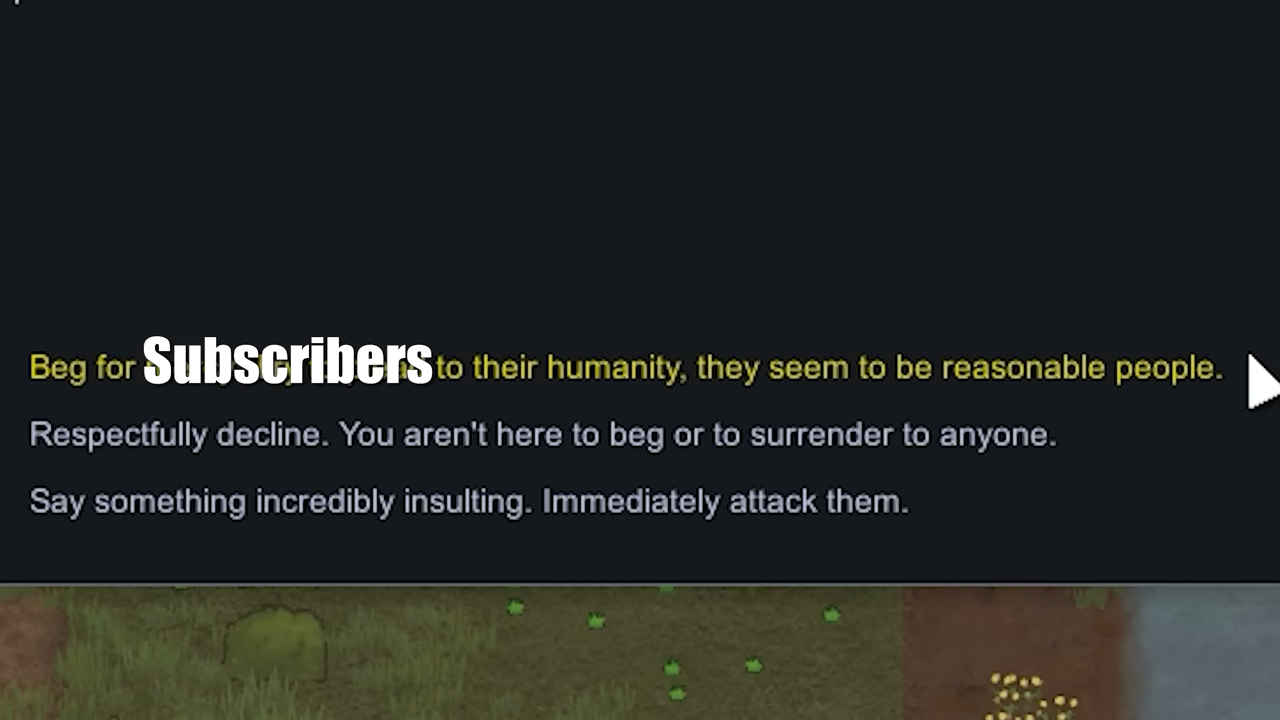 Beg for Subscribers to their humanity, they seem to be reasonable people.
Respectfully decline. You aren't here to beg or to surrender to anyone.
Say something incredibly insulting. Immediately attack them.